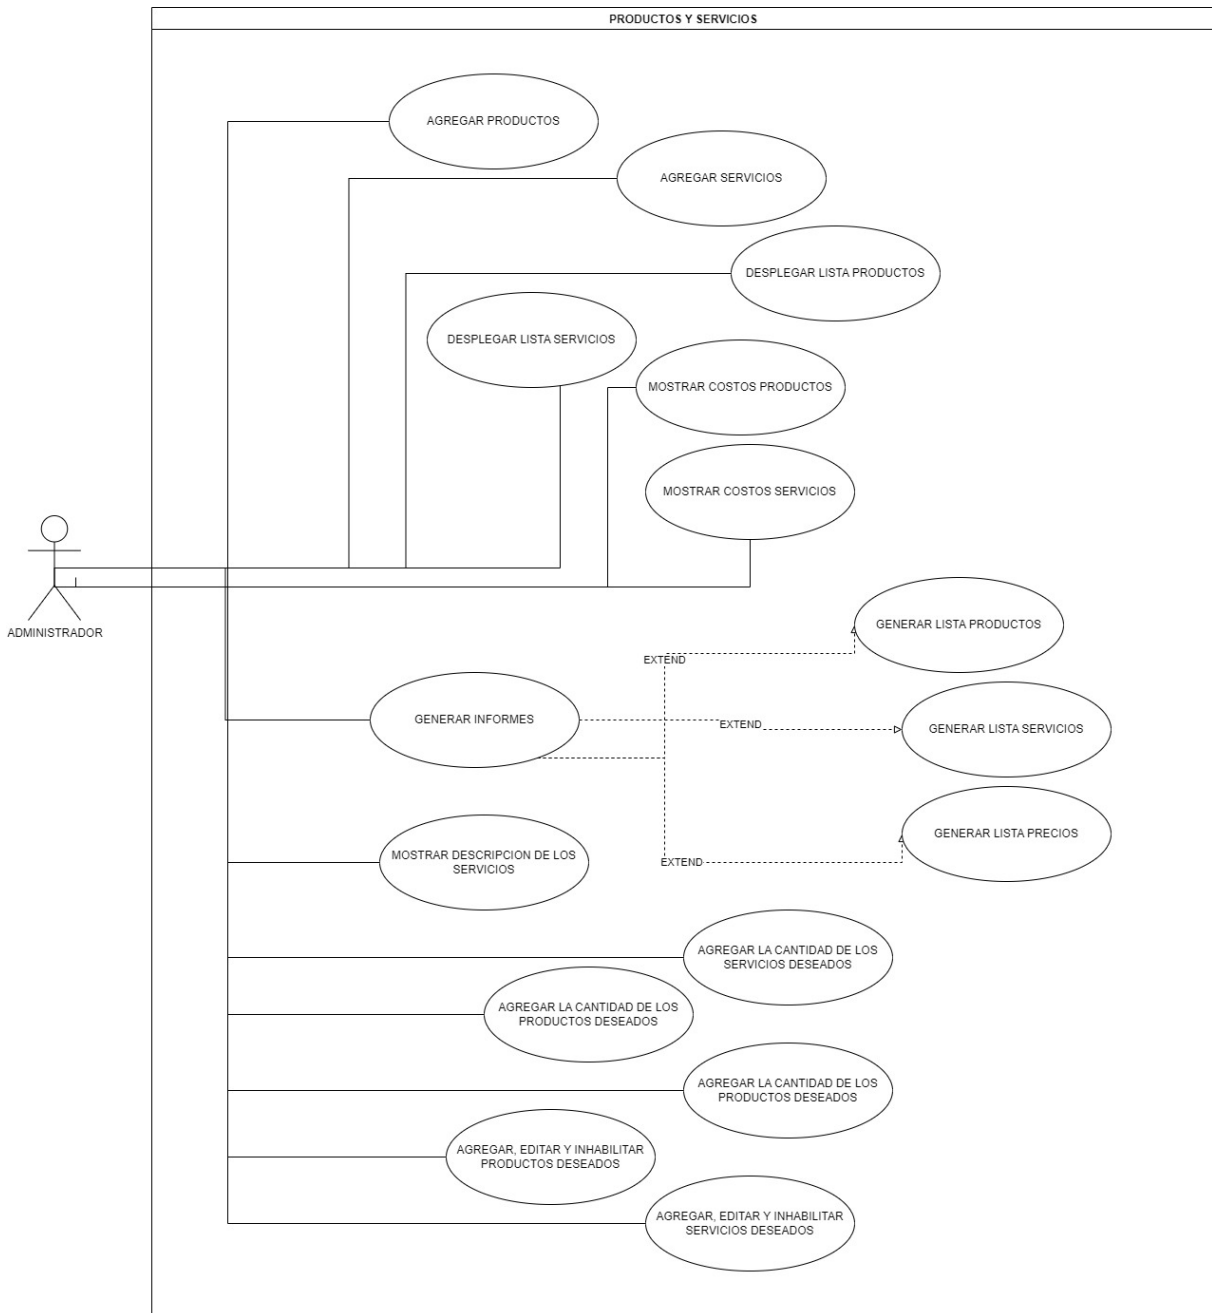 PRODUCTOS Y SERVICIOS
AGREGAR PRODUCTOS
AGREGAR SERVICIOS
DESPLEGAR LISTA PRODUCTOS
DESPLEGAR LISTA SERVICIOS
MOSTRAR COSTOS PRODUCTOS
MOSTRAR COSTOS SERVICIOS
ADMINISTRADOR
GENERAR LISTA PRODUCTOS
EXTEND
GENERAR INFORMES
EXTEND
GENERAR LISTA SERVICIOS
GENERAR LISTA PRECIOS
EXTEND
MOSTRAR DESCRIPCION DE LOS
SERVICIOS
AGREGAR LA CANTIDAD DE LOS
SERVICIOS DESEADOS
AGREGAR LA CANTIDAD DE LOS
PRODUCTOS DESEADOS
AGREGAR LA CANTIDAD DE LOS
PRODUCTOS DESEADOS
AGREGAR, EDITAR Y INHABILITAR
PRODUCTOS DESEADOS
AGREGAR, EDITAR Y INHABILITAR
SERVICIOS DESEADOS